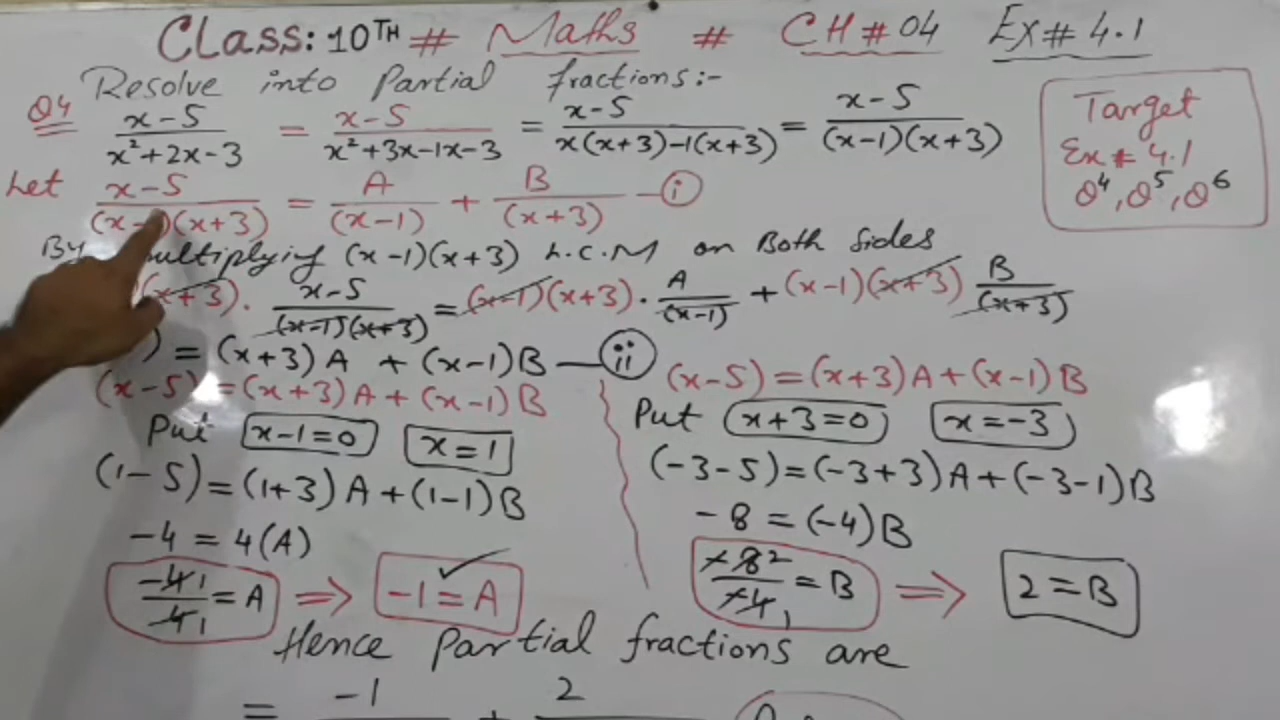 Class: 10TH # Maths # CH # 04 Ex # 4.1
Resolve into Partial fractions:-
Q4 x-5/x²+2x-3 = x-5/x²+3x-1x-3 = x-5/x(x+3)-1(x+3) = x-5/(x-1)(x+3)
Target
Ex # 4.1
Q4, Q5, Q6
Let x-5/(x-1)(x+3) = A/(x-1) + B/(x+3) — i
By multiplying (x-1)(x+3) L.C.M on Both Sides
(x+3) . x-5/(x-1)(x+3) = (x-1)(x+3) . A/(x-1) + (x-1)(x+3) B/(x+3)
) = (x+3)A + (x-1)B — ii
(x-5) = (x+3)A + (x-1)B
Put x-1=0 x=1
(1-5) = (1+3)A + (1-1)B
-4 = 4(A)
-4/4 = A ⇒ -1 = A
(x-5) = (x+3)A + (x-1)B
Put x+3=0 x=-3
(-3-5) = (-3+3)A + (-3-1)B
-8 = (-4)B
-8/-4 = B ⇒ 2 = B
Hence Partial fractions are
= -1 + 2